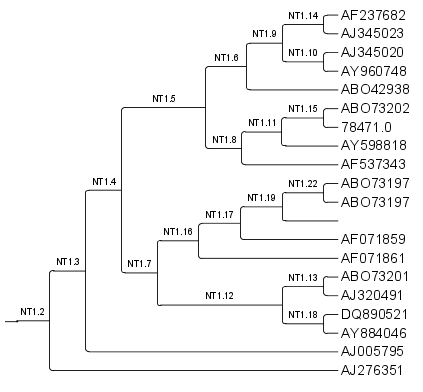 NT1.14 AF237682
NT1.9 AJ345023
NT1.10 AJ345020
NT1.6 AY960748
ABO42938
NT1.5 NT1.15 ABO73202
NT1.11 78471.0
NT1.8 AY598818
AF537343
NT1.4 NT1.22 ABO73197
NT1.19 ABO73197
NT1.17
NT1.16 AF071859
NT1.3 NT1.7 AF071861
NT1.13 ABO73201
NT1.12 AJ320491
NT1.2 NT1.18 DQ890521
AY884046
AJ005795
AJ276351